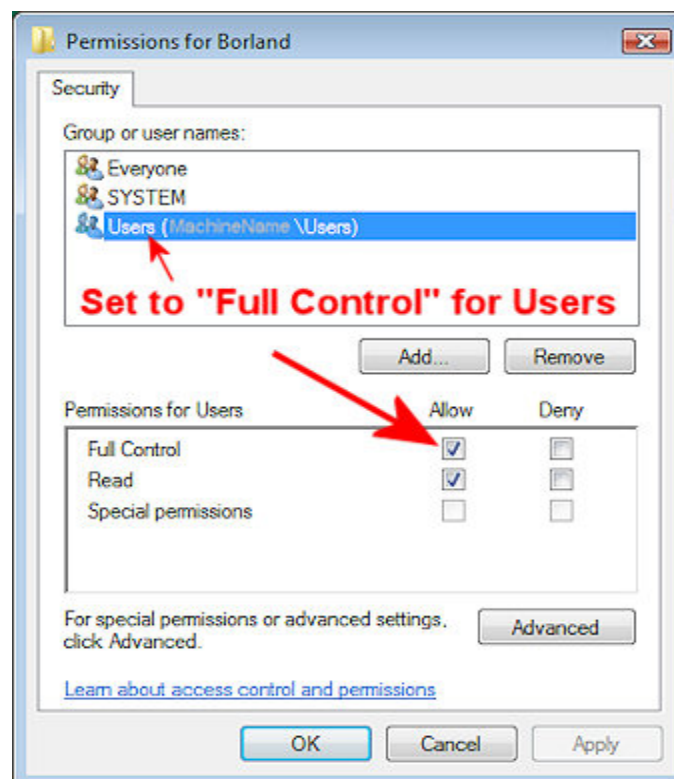 Permissions for Borland
Security
Group or user names:
Everyone
SYSTEM
Users (MachineName \Users)
Set to "Full Control" for Users
Add...
Remove
Permissions for Users Allow Deny
Full Control
Read
Special permissions
For special permissions or advanced settings,
click Advanced.
Advanced
Learn about access control and permissions
OK Cancel Apply